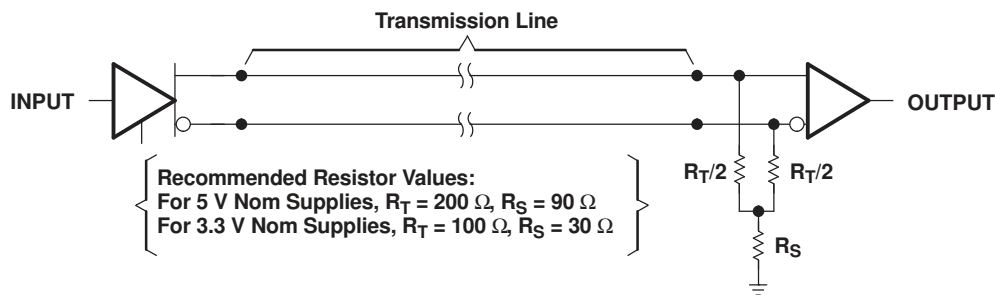 Transmission Line
INPUT
OUTPUT
R_T/2
R_T/2
Recommended Resistor Values:
For 5 V Nom Supplies, R_T = 200 Ω, R_S = 90 Ω
For 3.3 V Nom Supplies, R_T = 100 Ω, R_S = 30 Ω
R_S